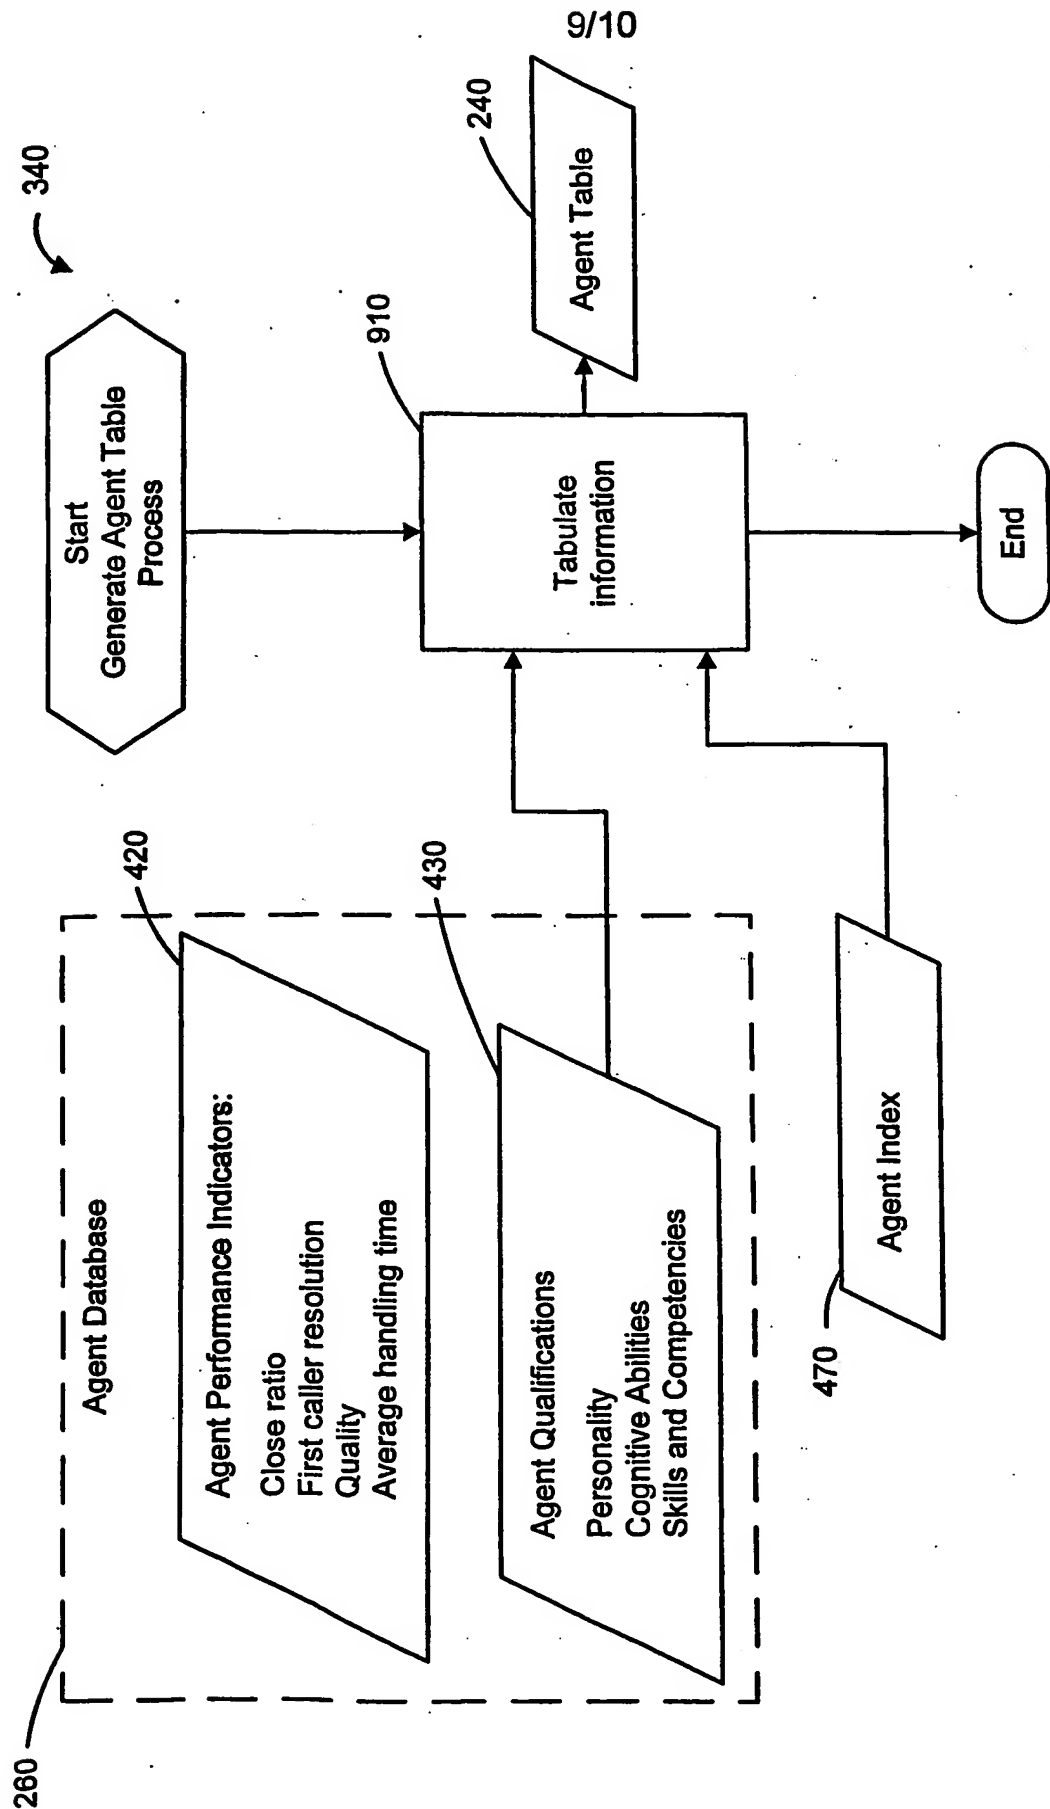 9/10
340
Start
Generate Agent Table
Process
260
Agent Database
420
Agent Performance Indicators:
Close ratio
First caller resolution
Quality
Average handling time
430
Agent Qualifications
Personality
Cognitive Abilities
Skills and Competencies
910
Tabulate
information
240
Agent Table
470
Agent Index
End